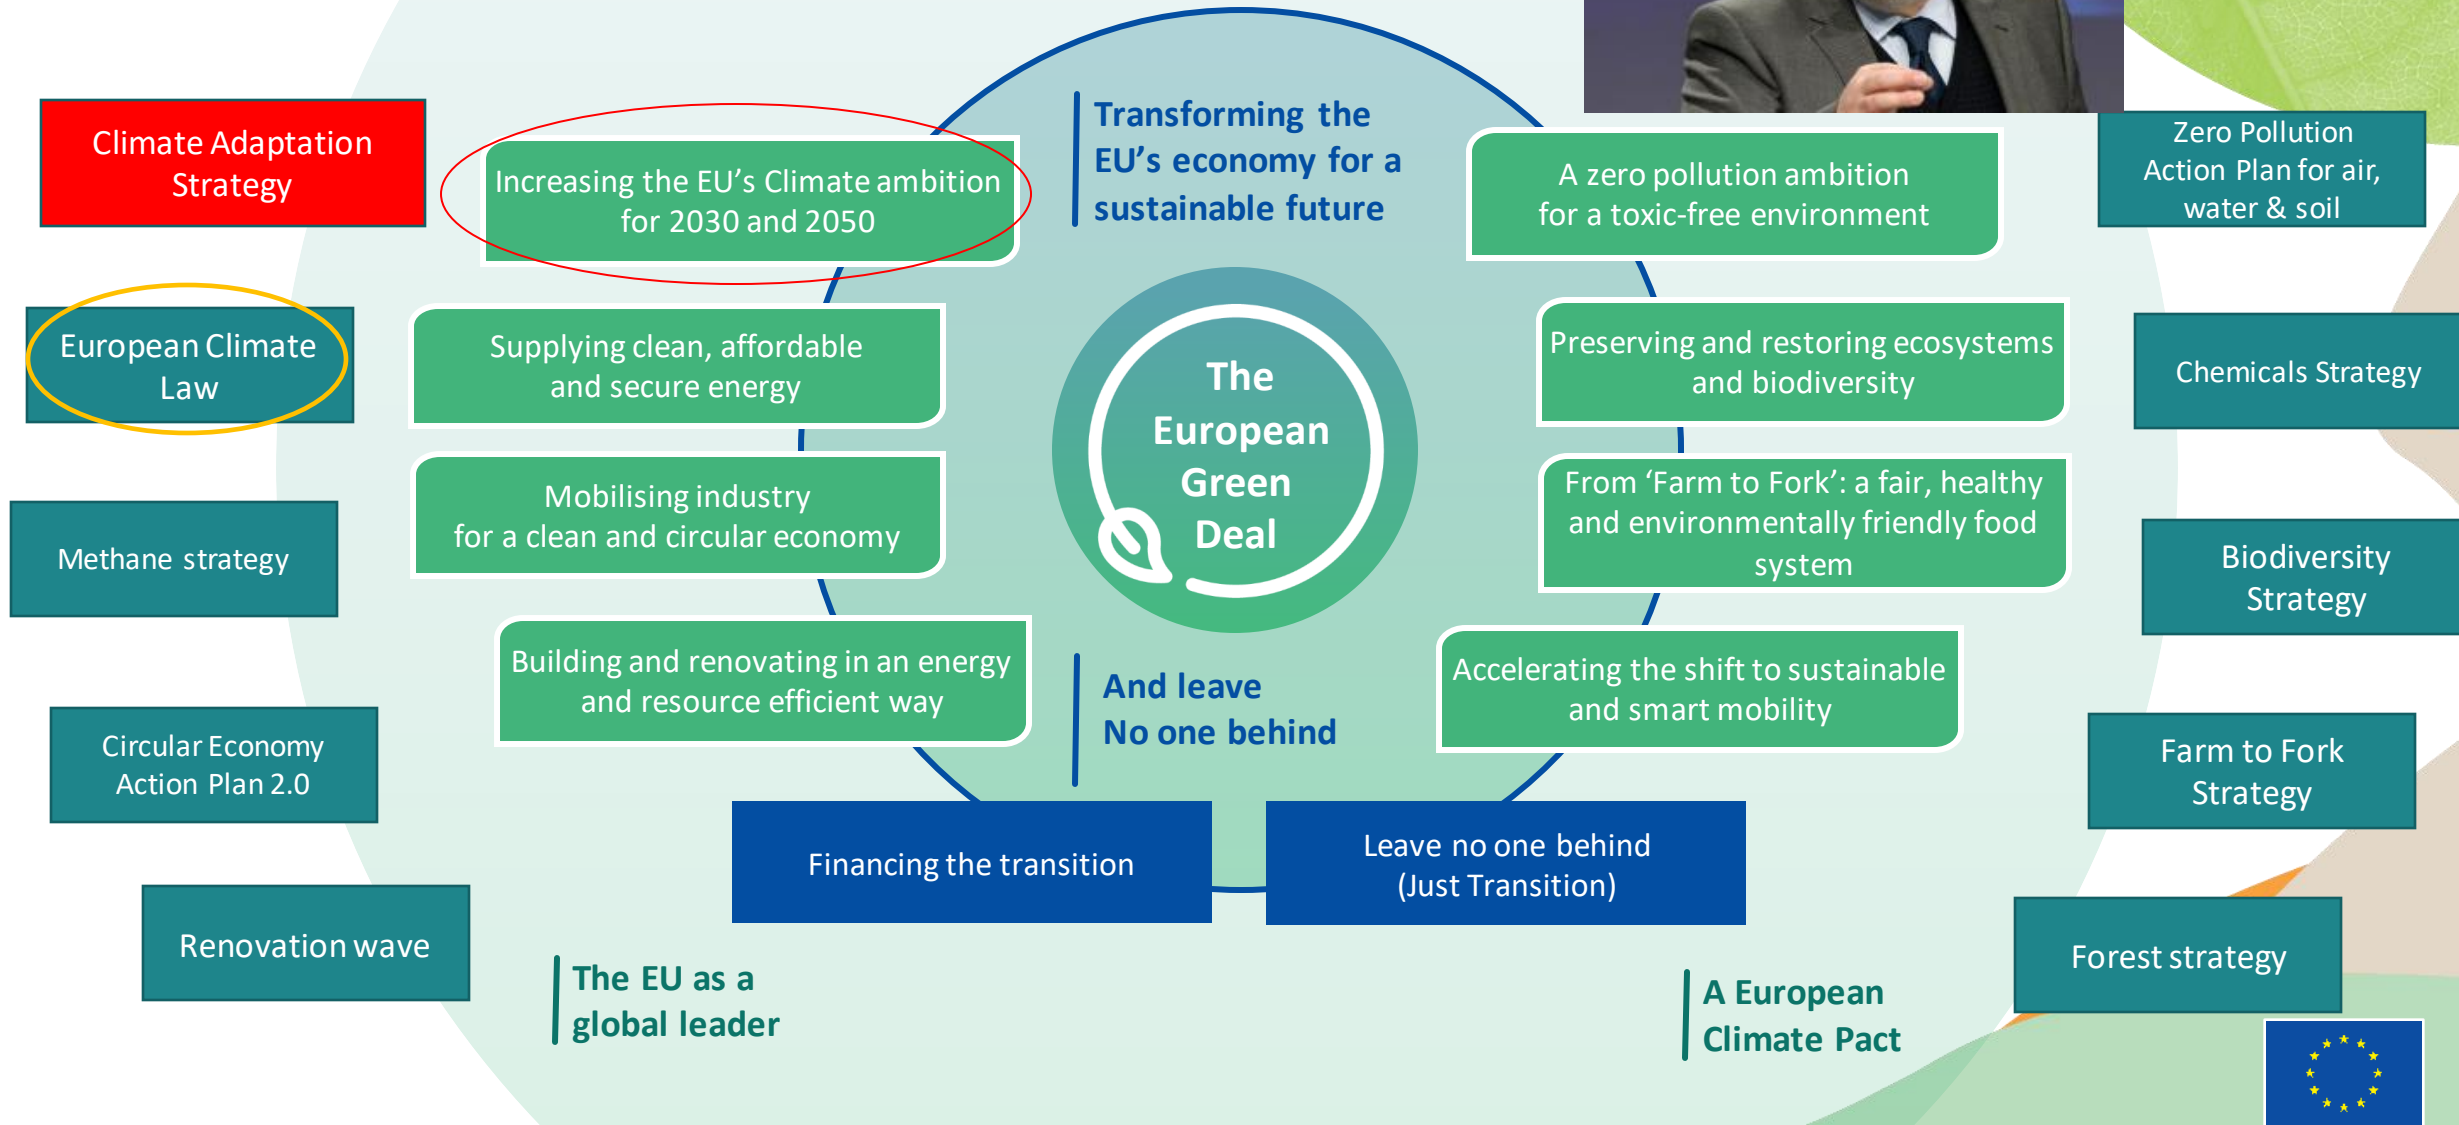 Climate Adaptation
Strategy
European Climate
Law
Methane strategy
Circular Economy
Action Plan 2.0
Renovation wave
Increasing the EU’s Climate ambition
for 2030 and 2050
Supplying clean, affordable
and secure energy
Mobilising industry
for a clean and circular economy
Building and renovating in an energy
and resource efficient way
Transforming the
EU’s economy for a
sustainable future
The
European
Green
Deal
And leave
No one behind
Financing the transition
Leave no one behind
(Just Transition)
The EU as a
global leader
A European
Climate Pact
A zero pollution ambition
for a toxic-free environment
Preserving and restoring ecosystems
and biodiversity
From ‘Farm to Fork’: a fair, healthy
and environmentally friendly food
system
Accelerating the shift to sustainable
and smart mobility
Zero Pollution
Action Plan for air,
water & soil
Chemicals Strategy
Biodiversity
Strategy
Farm to Fork
Strategy
Forest strategy